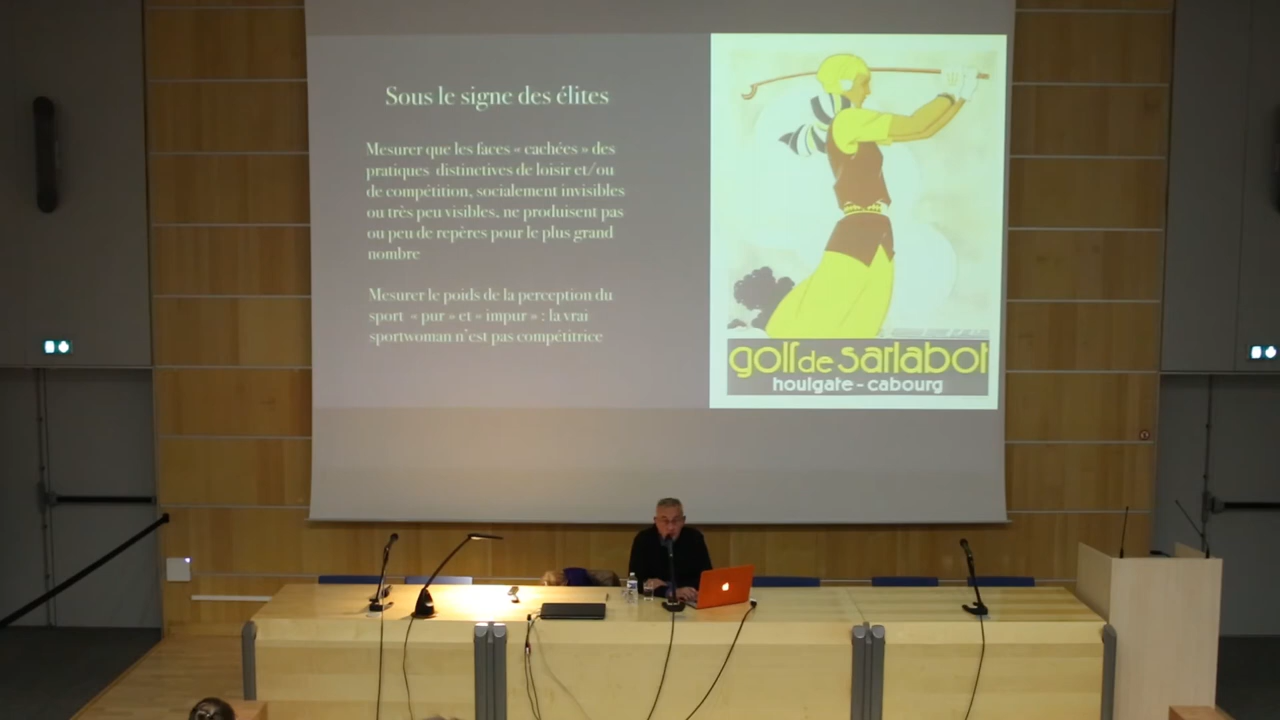 Sous le signe des élites
Mesurer que les faces « cachées » des
pratiques distinctives de loisir et/ou
de compétition, socialement invisibles
ou très peu visibles, ne produisent pas
ou peu de repères pour le plus grand
nombre
Mesurer le poids de la perception du
sport « pur » et « impur » : la vrai
sportwoman n'est pas compétitrice
golf de sarlabot
houlgate - cabourg